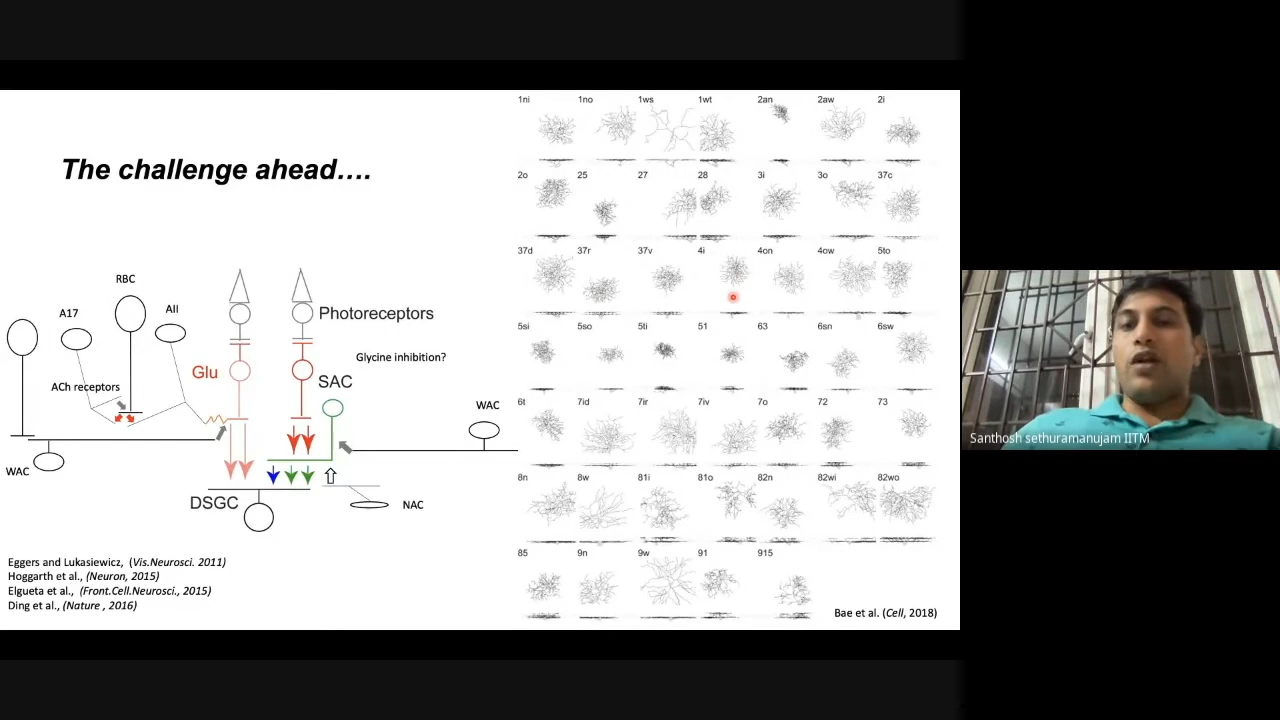 The challenge ahead....
RBC
A17
AII
Photoreceptors
Glycine inhibition?
Glu
SAC
ACh receptors
WAC
WAC
DSGC
NAC
Eggers and Lukasiewicz, (Vis.Neurosci. 2011)
Hoggarth et al., (Neuron, 2015)
Elgueta et al., (Front.Cell.Neurosci., 2015)
Ding et al., (Nature , 2016)
1ni 1no 1ws 1wt 2an 2aw 2i
2o 25 27 28 3i 3o 37c
37d 37r 37v 4i 4on 4ow 5to
5si 5so 5ti 51 63 6sn 6sw
6t 7id 7ir 7iv 7o 72 73
8n 8w 81i 81o 82n 82wi 82wo
85 9n 9w 91 915
Bae et al. (Cell, 2018)
Santhosh sethuramanujam IITM